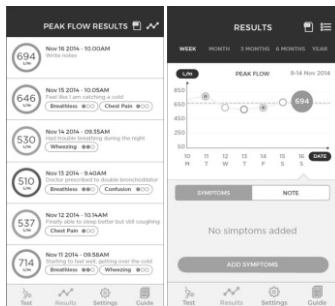 PEAK FLOW RESULTS
Nov 16 2014 - 10.00AM
694
L/M
Write notes
Nov 15 2014 - 10.05AM
646
L/M
Feel like I am catching a cold
Breathless
Chest Pain
Nov 14 2014 - 09.35AM
530
L/M
Had trouble breathing during the night
Wheezing
Nov 13 2014 - 9.40AM
510
L/M
Doctor prescribed to double bronchodilator
Breathless
Confusion
Nov 12 2014 - 10.14AM
537
L/M
Finally able to sleep better but still coughing
Chest Pain
Nov 11 2014 - 09.58AM
714
L/M
Starting to feel well, getting over the cold
Breathless
Wheezing
Test Results Settings Guide
RESULTS
WEEK MONTH 3 MONTHS 6 MONTHS YEAR
L/M PEAK FLOW 8-14 Nov 2014
850
650
694
450
250
50
10 11 12 13 14 15 16 DATE
M T W T F S S
SYMPTOMS NOTE
No symptoms added
ADD SYMPTOMS
Test Results Settings Guide